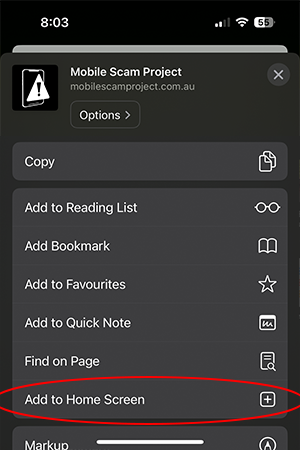 8:03
55
Mobile Scam Project
mobilescamproject.com.au
Options >
Copy
Add to Reading List
Add Bookmark
Add to Favourites
Add to Quick Note
Find on Page
Add to Home Screen
Markup